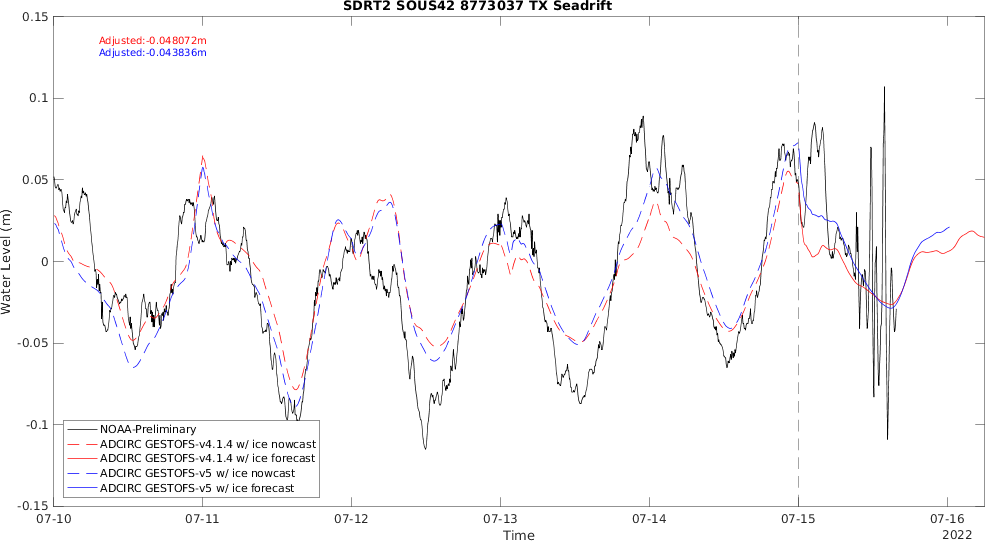 SDRT2 SOUS42 8773037 TX Seadrift
0.15
Adjusted:-0.048072m
Adjusted:-0.043836m
0.1
0.05
0
-0.05
-0.1
-0.15
Water Level (m)
NOAA-Preliminary
ADCIRC GESTOFS-v4.1.4 w/ ice nowcast
ADCIRC GESTOFS-v4.1.4 w/ ice forecast
ADCIRC GESTOFS-v5 w/ ice nowcast
ADCIRC GESTOFS-v5 w/ ice forecast
07-10 07-11 07-12 07-13 07-14 07-15 07-16
Time
2022